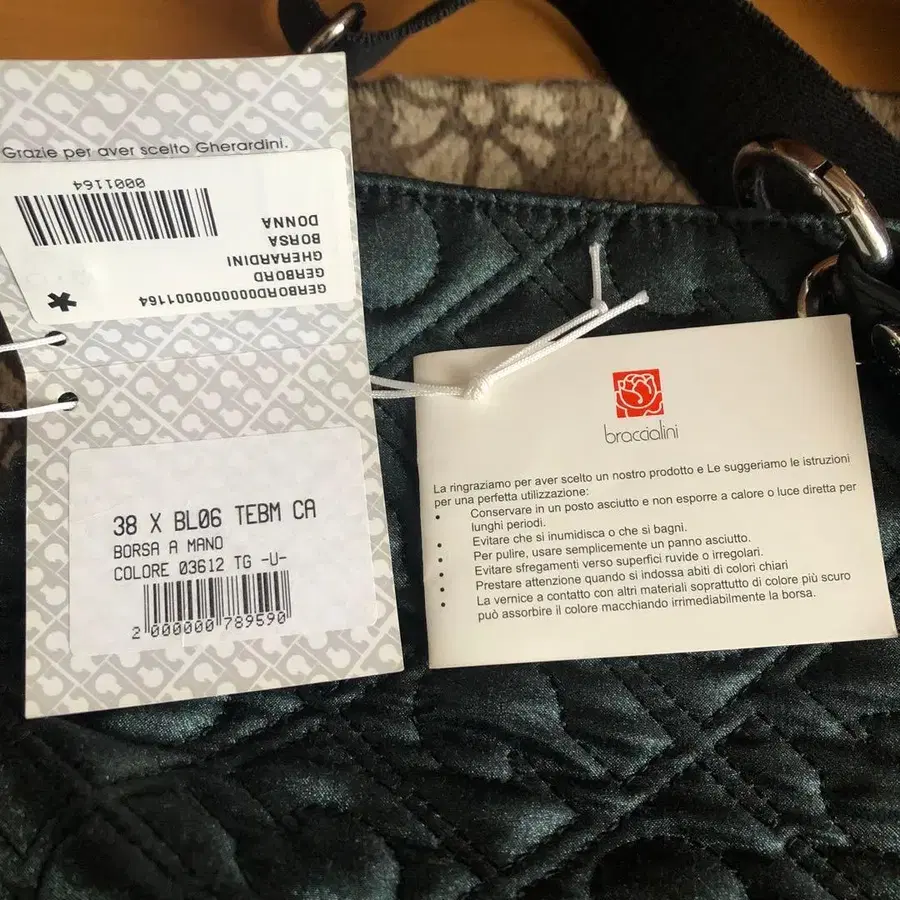 Grazie per aver scelto Gherardini.
GERBORD00000000001164
GERBORD
GHERARDINI
BORSA
DONNA
0001164
*
38 X BL06 TEBM CA
BORSA A MANO
COLORE 03612 TG -U-
2 000000 789590
braccialini
La ringraziamo per aver scelto un nostro prodotto e Le suggeriamo le istruzioni
per una perfetta utilizzazione:
• Conservare in un posto asciutto e non esporre a calore o luce diretta per
lunghi periodi.
• Evitare che si inumidisca o che si bagni.
• Per pulire, usare semplicemente un panno asciutto.
• Evitare sfregamenti verso superfici ruvide o irregolari.
• Prestare attenzione quando si indossa abiti di colori chiari
• La vernice a contatto con altri materiali soprattutto di colore più scuro
può assorbire il colore macchiando irrimediabilmente la borsa.